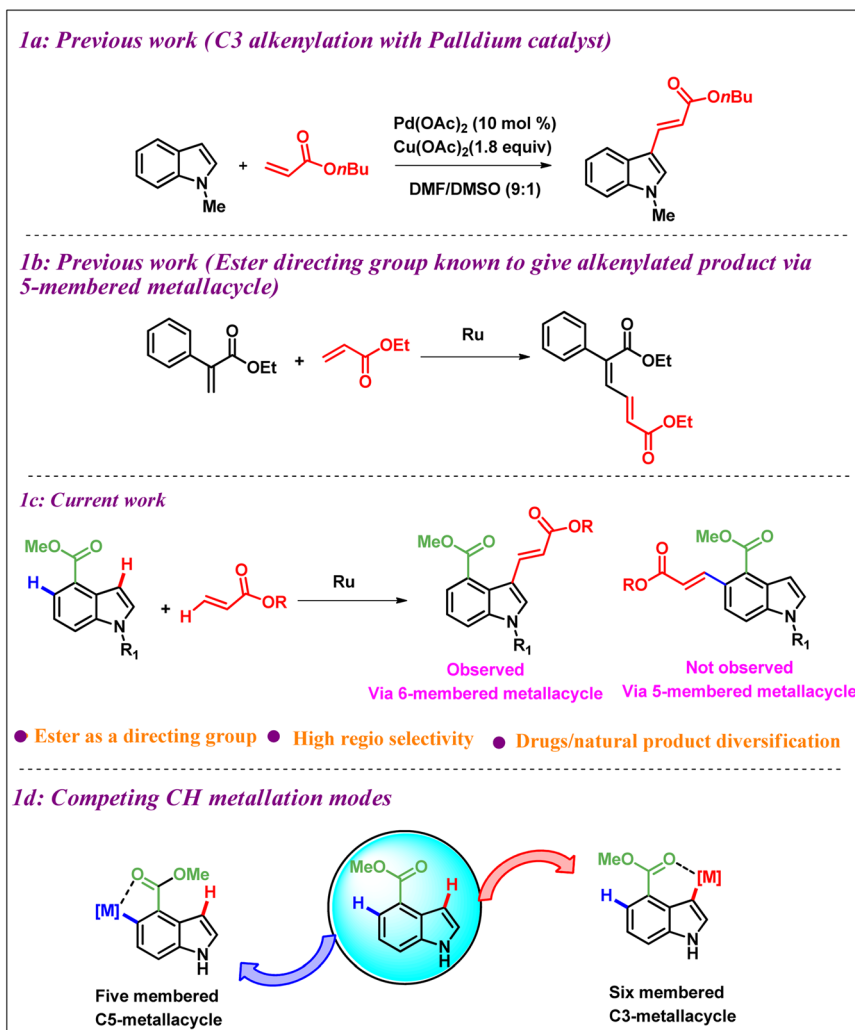 1a: Previous work (C3 alkenylation with Palldium catalyst)
O
OnBu
Pd(OAc)2 (10 mol %)
Cu(OAc)2(1.8 equiv)
DMF/DMSO (9:1)
N
Me
+
O
OnBu
N
Me
1b: Previous work (Ester directing group known to give alkenylated product via
5-membered metallacycle)
O
OEt
+
OEt
O
Ru
O
OEt
OEt
O
1c: Current work
MeO
O
H
H
N
R1
+
H
O
OR
Ru
MeO
O
O
OR
N
R1
Observed
Via 6-membered metallacycle
MeO
O
O
RO
N
R1
Not observed
Via 5-membered metallacycle
Ester as a directing group
High regio selectivity
Drugs/natural product diversification
1d: Competing CH metallation modes
O
OMe
[M]
H
NH
Five membered
C5-metallacycle
MeO
O
H
H
NH
MeO
O
[M]
H
NH
Six membered
C3-metallacycle